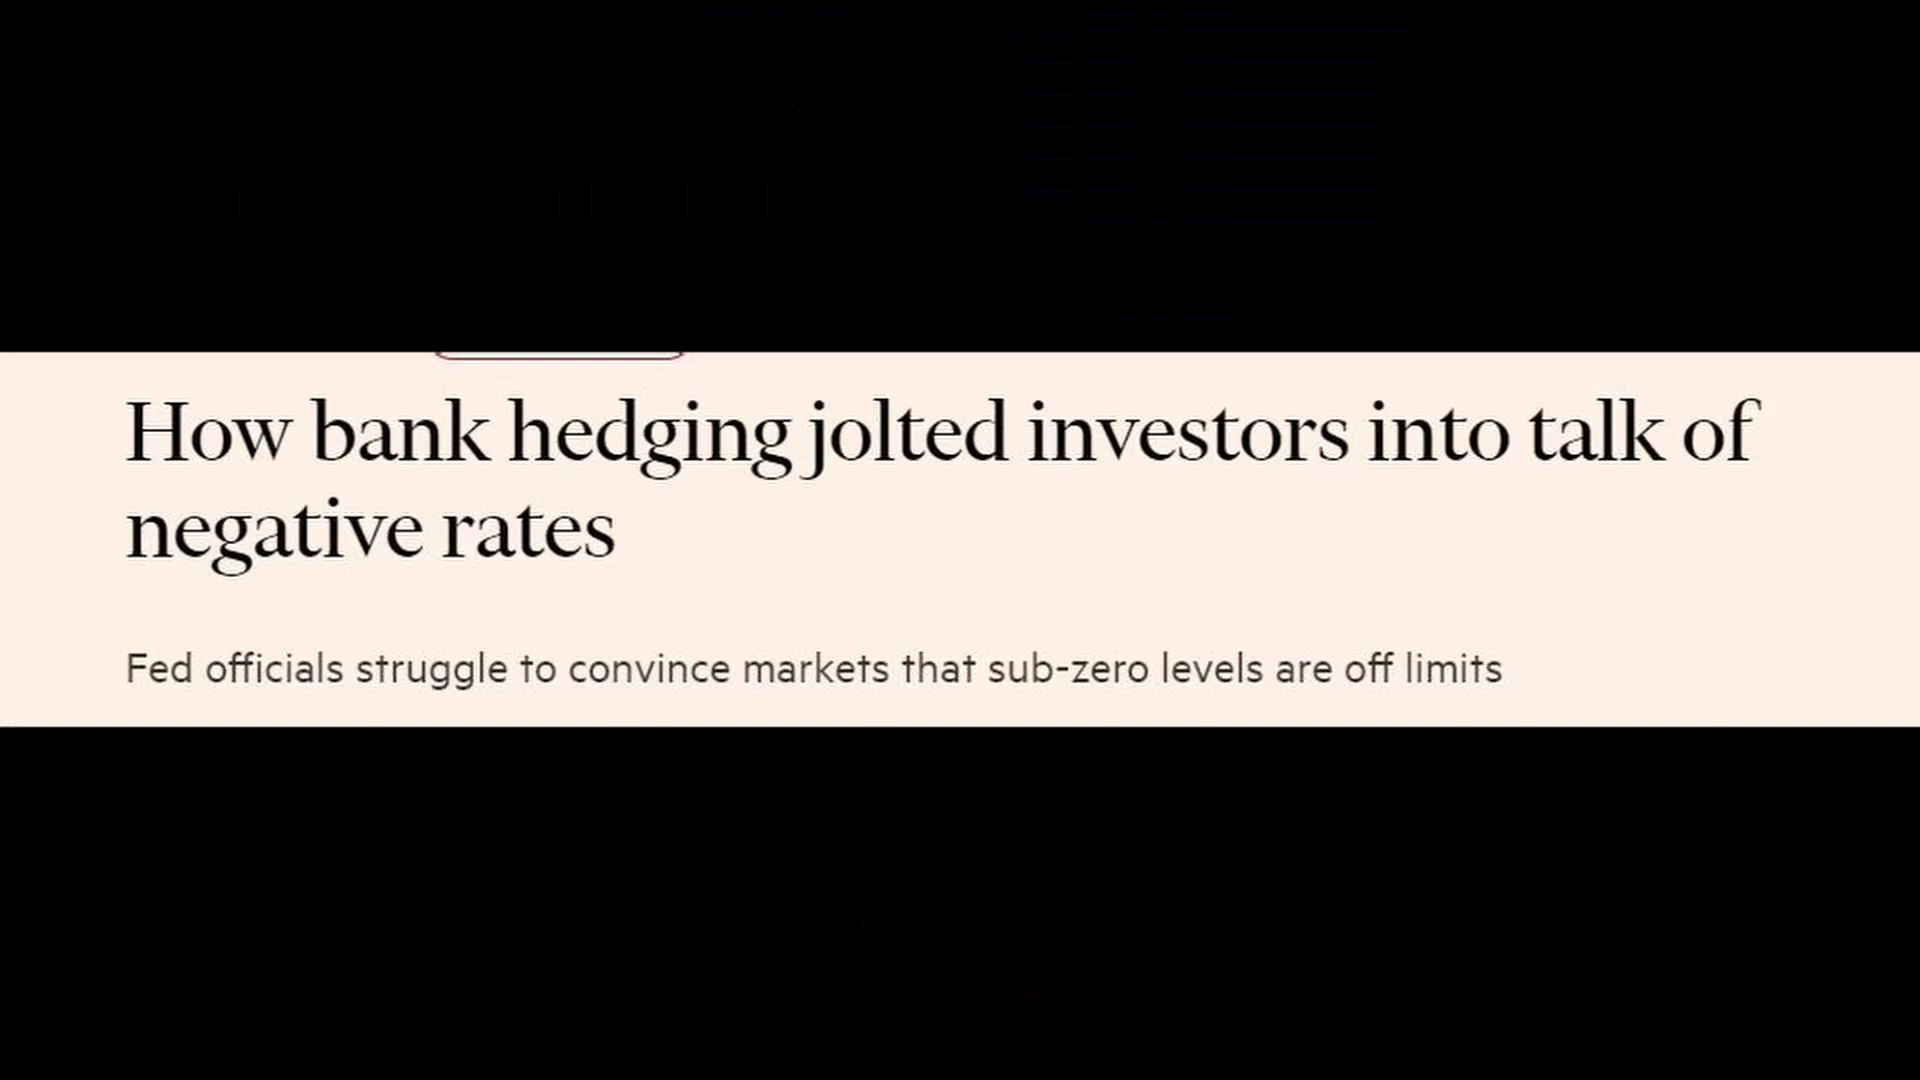 How bank hedging jolted investors into talk of
negative rates
Fed officials struggle to convince markets that sub-zero levels are off limits